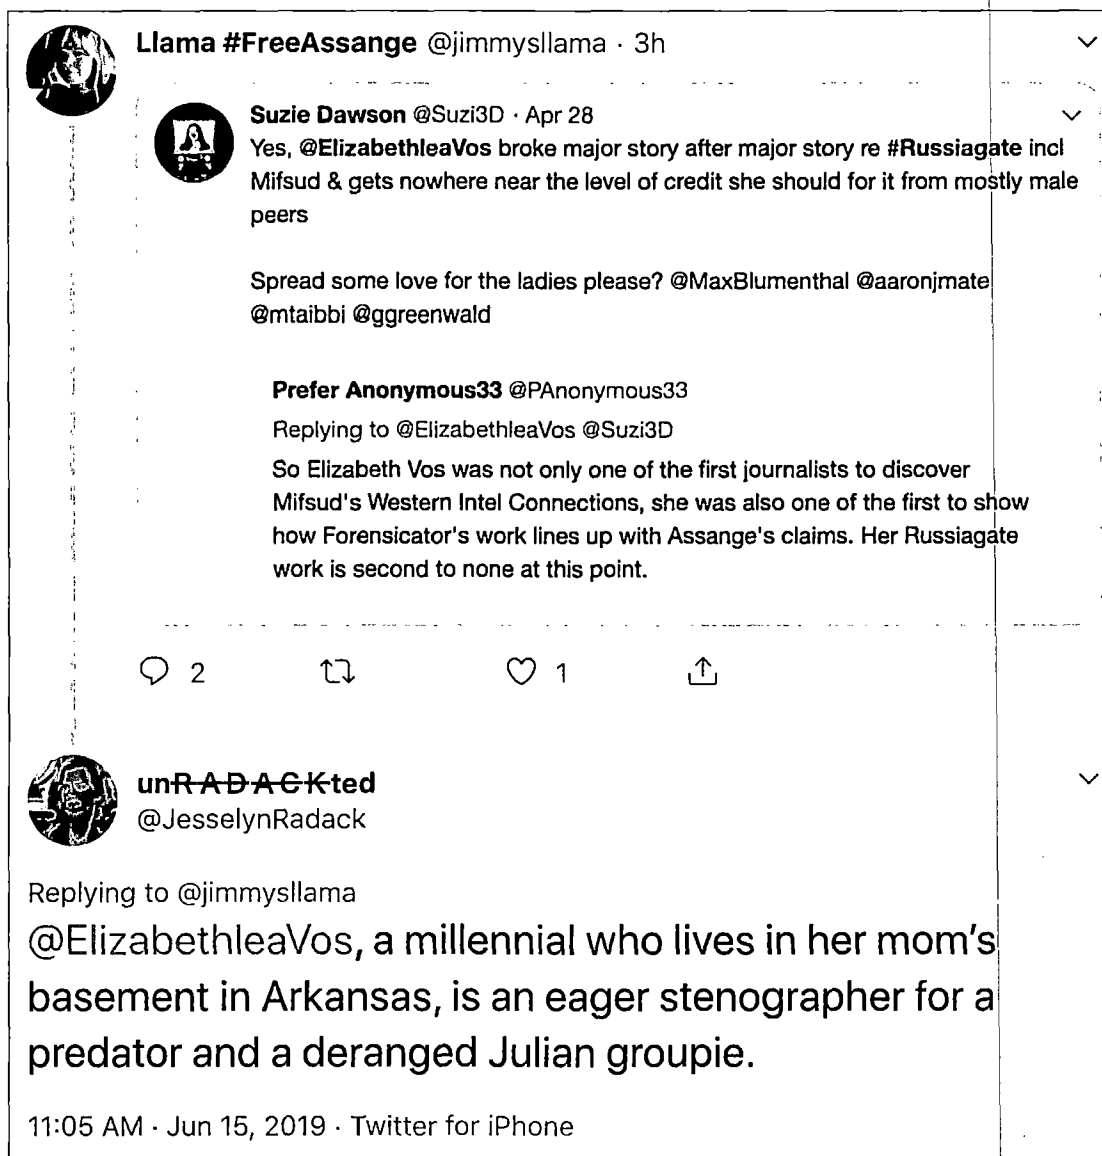 Llama #FreeAssange @jimmysllama · 3h
Suzie Dawson @Suzi3D · Apr 28
Yes, @ElizabethleaVos broke major story after major story re #Russiagate incl
Mifsud & gets nowhere near the level of credit she should for it from mostly male
peers
Spread some love for the ladies please? @MaxBlumenthal @aaronjmate
@mtaibbi @ggreenwald
Prefer Anonymous33 @PAnonymous33
Replying to @ElizabethleaVos @Suzi3D
So Elizabeth Vos was not only one of the first journalists to discover
Mifsud's Western Intel Connections, she was also one of the first to show
how Forensicator's work lines up with Assange's claims. Her Russiagate
work is second to none at this point.
2 1
unRADACKted
@JesselynRadack
Replying to @jimmysllama
@ElizabethleaVos, a millennial who lives in her mom's
basement in Arkansas, is an eager stenographer for a
predator and a deranged Julian groupie.
11:05 AM · Jun 15, 2019 · Twitter for iPhone